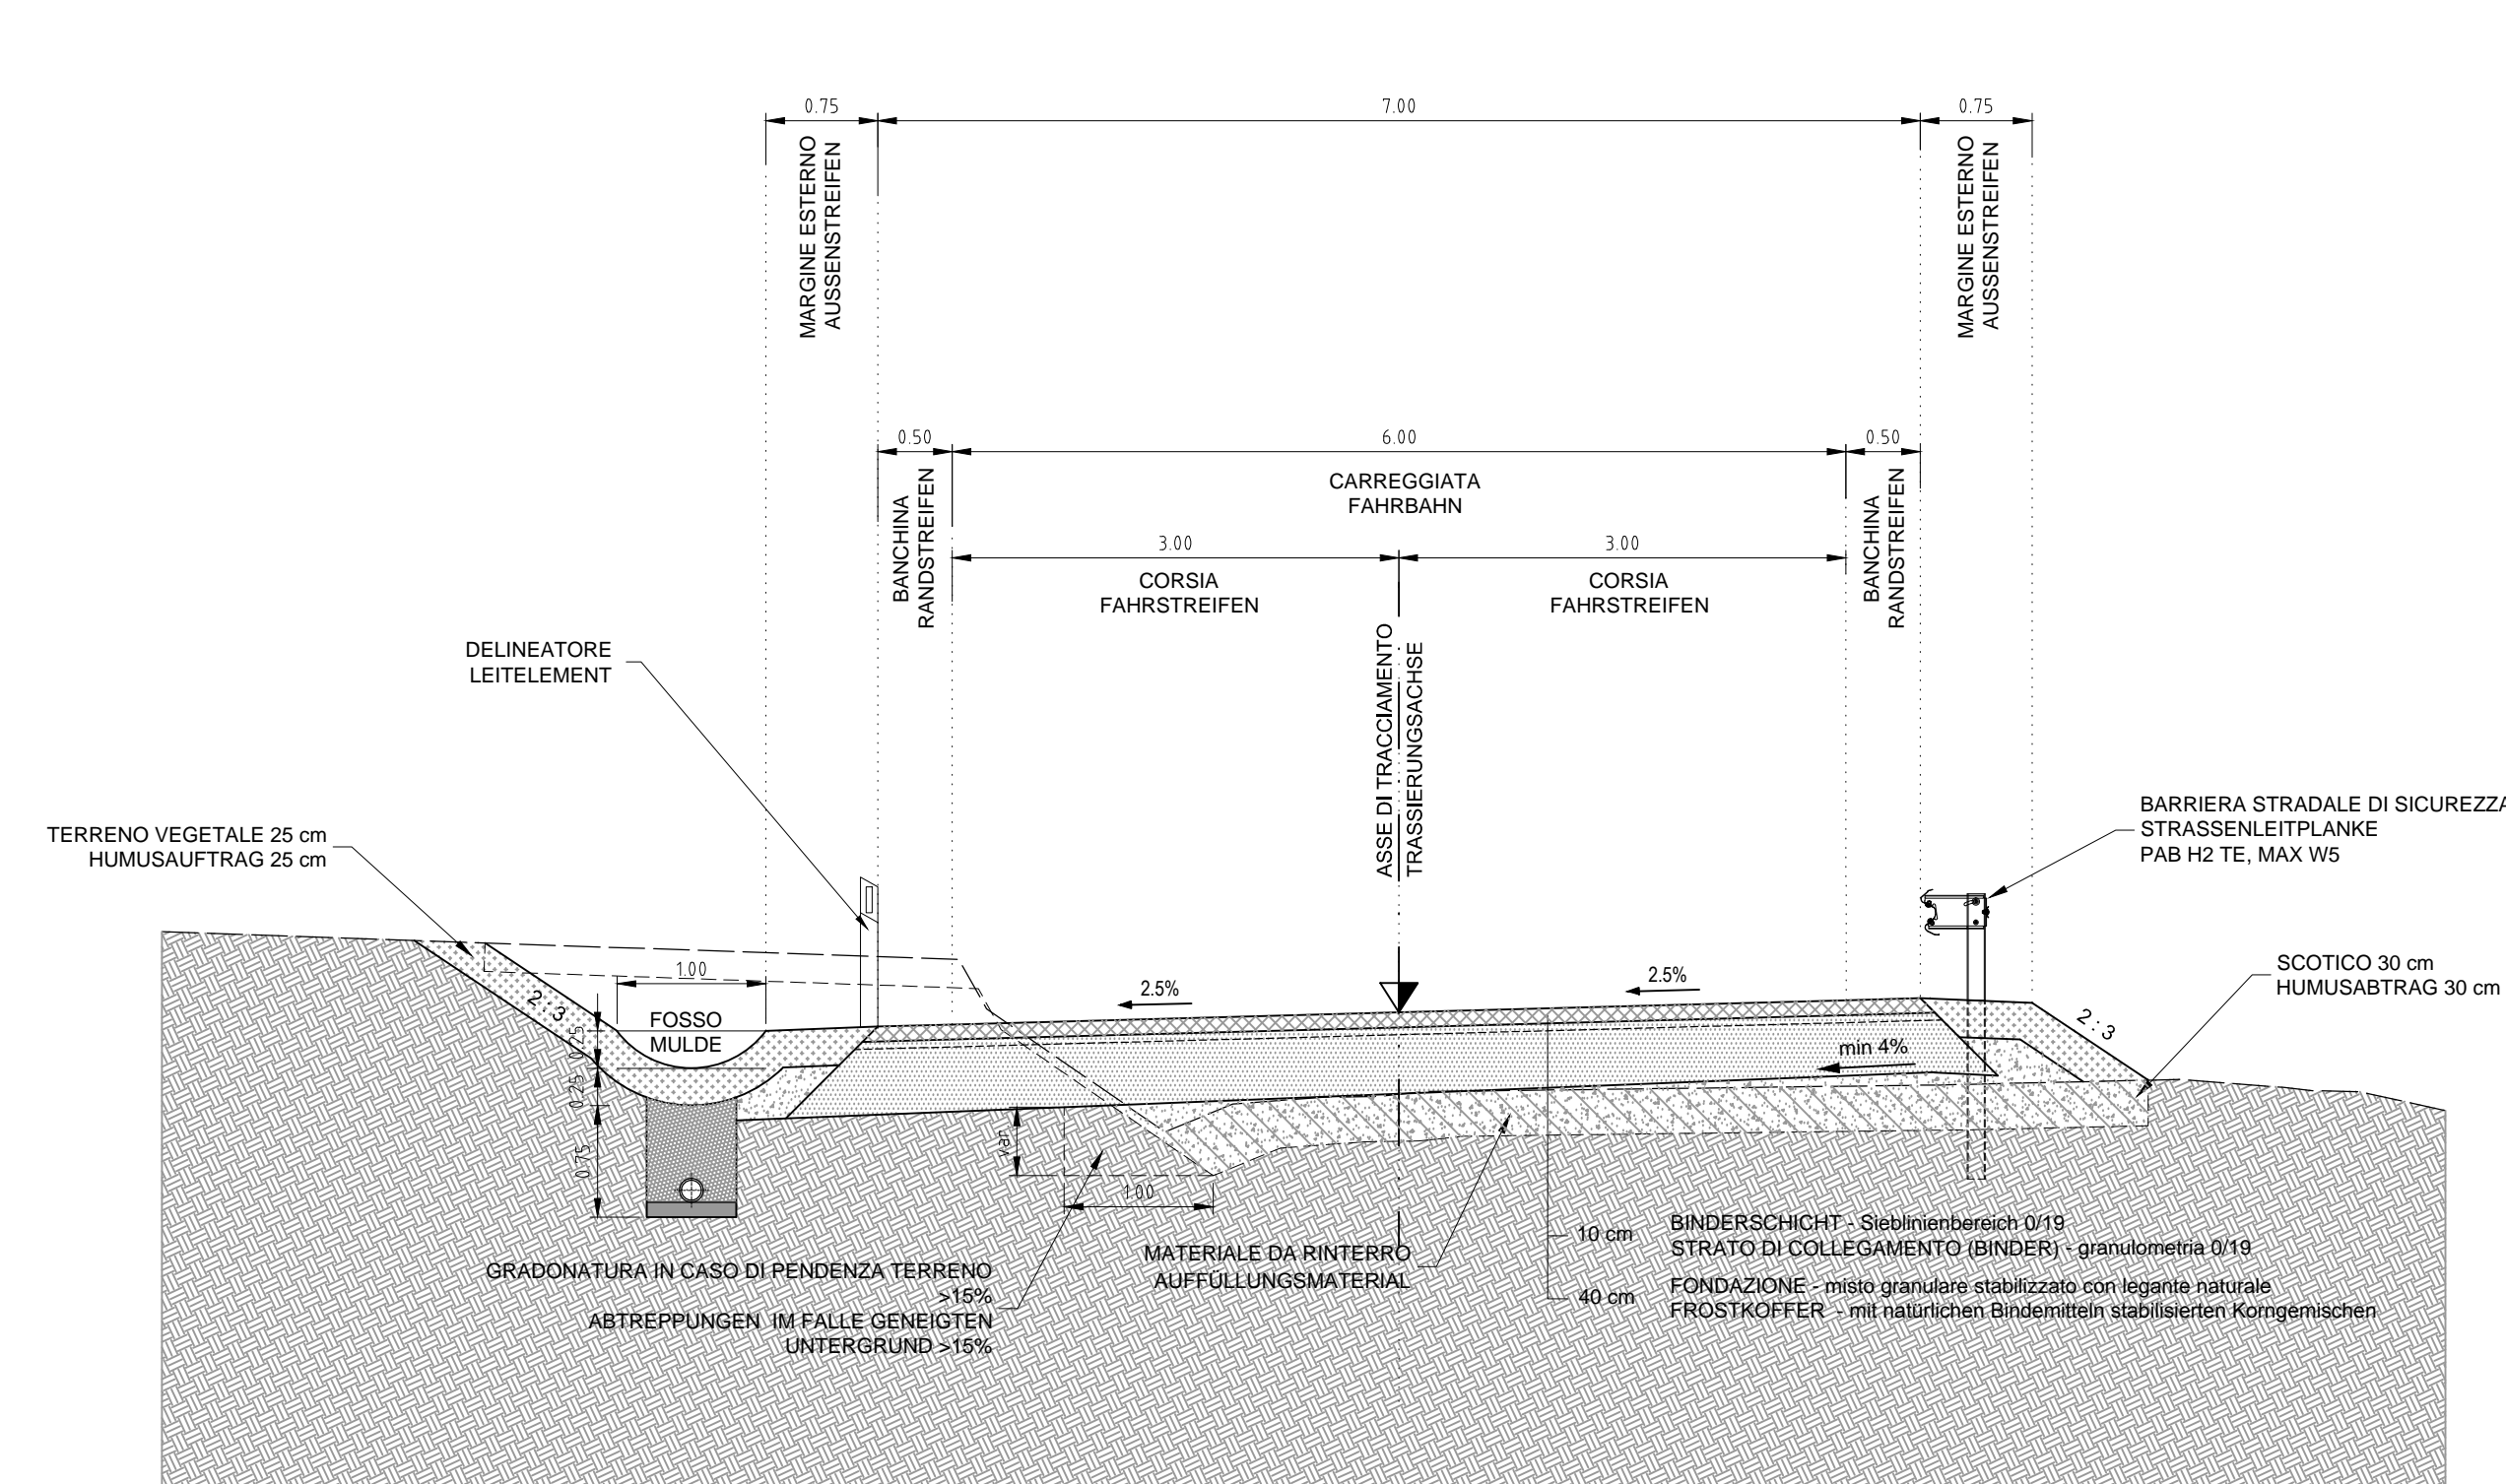 0.75
7.00
0.75
MARGINE ESTERNO
AUSSENSTREIFEN
MARGINE ESTERNO
AUSSENSTREIFEN
0.50
6.00
0.50
CARREGGIATA
FAHRBAHN
BANCHINA
RANDSTREIFEN
BANCHINA
RANDSTREIFEN
3.00
3.00
CORSIA
FAHRSTREIFEN
CORSIA
FAHRSTREIFEN
ASSE DI TRACCIAMENTO
TRASSIERUNGSACHSE
DELINEATORE
LEITELEMENT
TERRENO VEGETALE 25 cm
HUMUSAUFTRAG 25 cm
BARRIERA STRADALE DI SICUREZZA
STRASSENLEITPLANKE
PAB H2 TE, MAX W5
SCOTICO 30 cm
HUMUSABTRAG 30 cm
1.00
2.5%
2.5%
2 : 3
2 : 3
FOSSO
MULDE
0.25
0.25
0.75
min 4%
var
1.00
10 cm
BINDERSCHICHT - Sieblinienbereich 0/19
STRATO DI COLLEGAMENTO (BINDER) - granulometria 0/19
40 cm
FONDAZIONE - misto granulare stabilizzato con legante naturale
FROSTKOFFER - mit natürlichen Bindemitteln stabilisierten Korngemischen
MATERIALE DA RINTERRO
AUFFÜLLUNGSMATERIAL
GRADONATURA IN CASO DI PENDENZA TERRENO
>15%
ABTREPPUNGEN IM FALLE GENEIGTEN
UNTERGRUND >15%